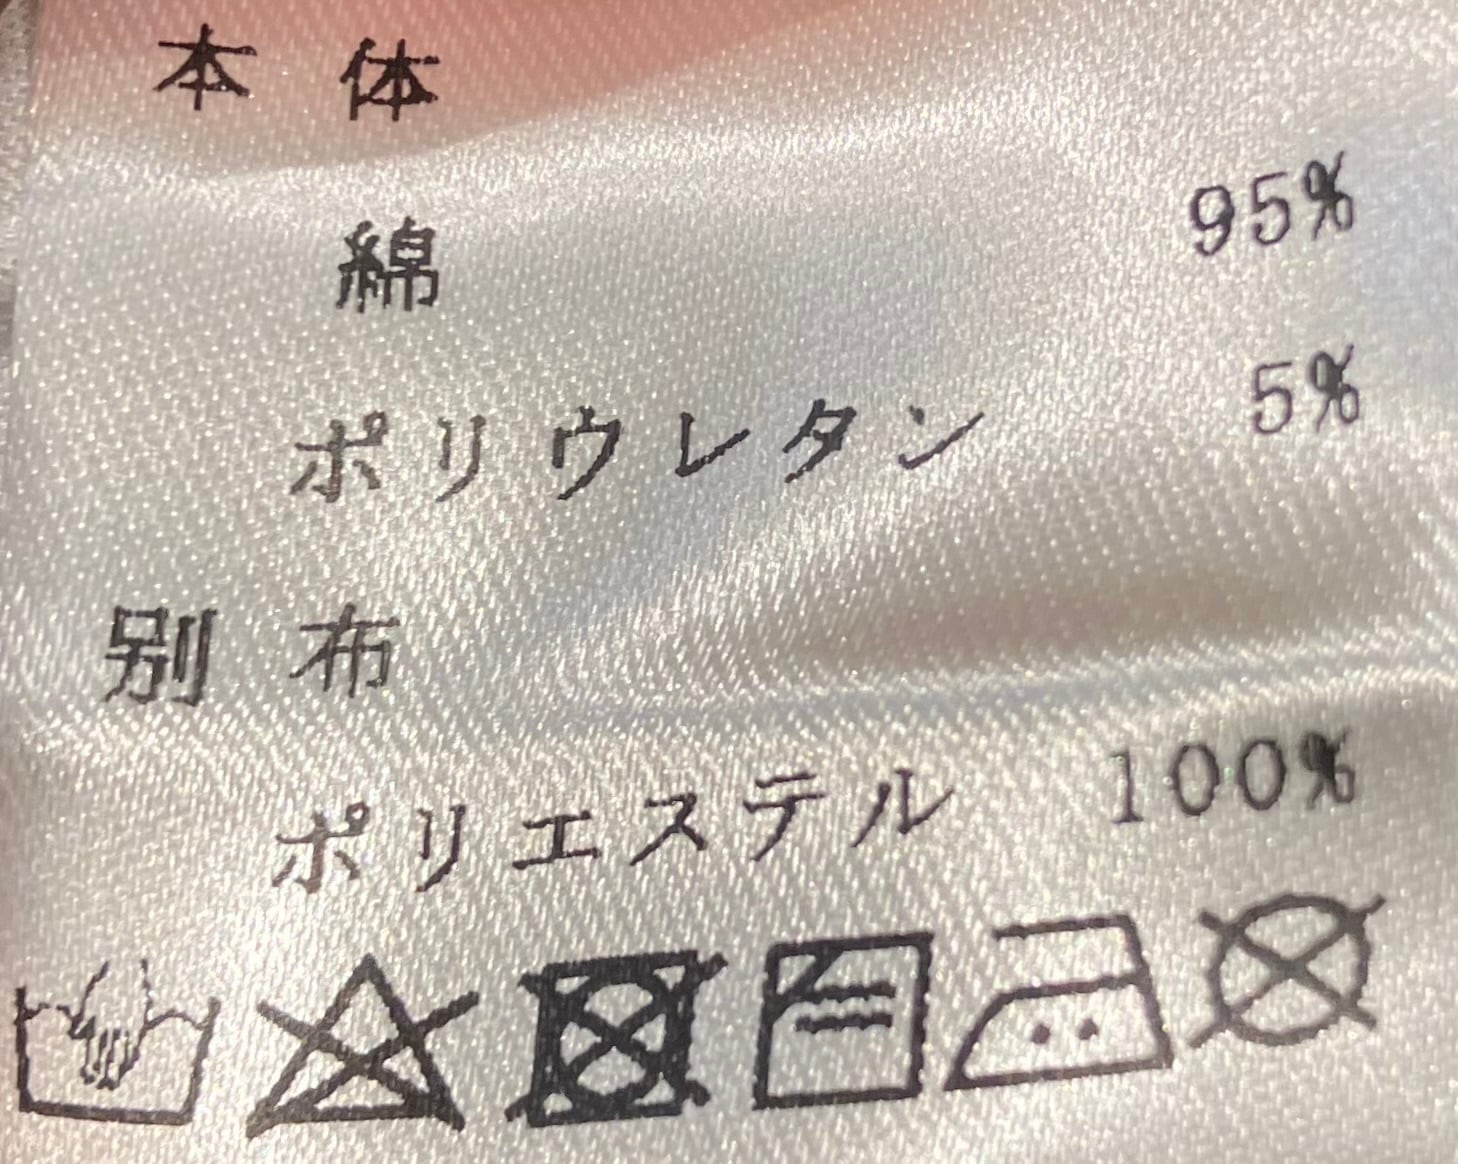 本体
綿 95%
ポリウレタン 5%
別布
ポリエステル 100%